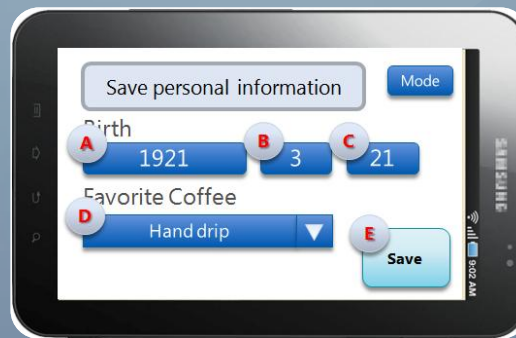 Save personal information
Mode
Birth
A
1921
B
3
C
21
Favorite Coffee
D
Hand drip
E
Save
SAMSUNG
9:02 AM